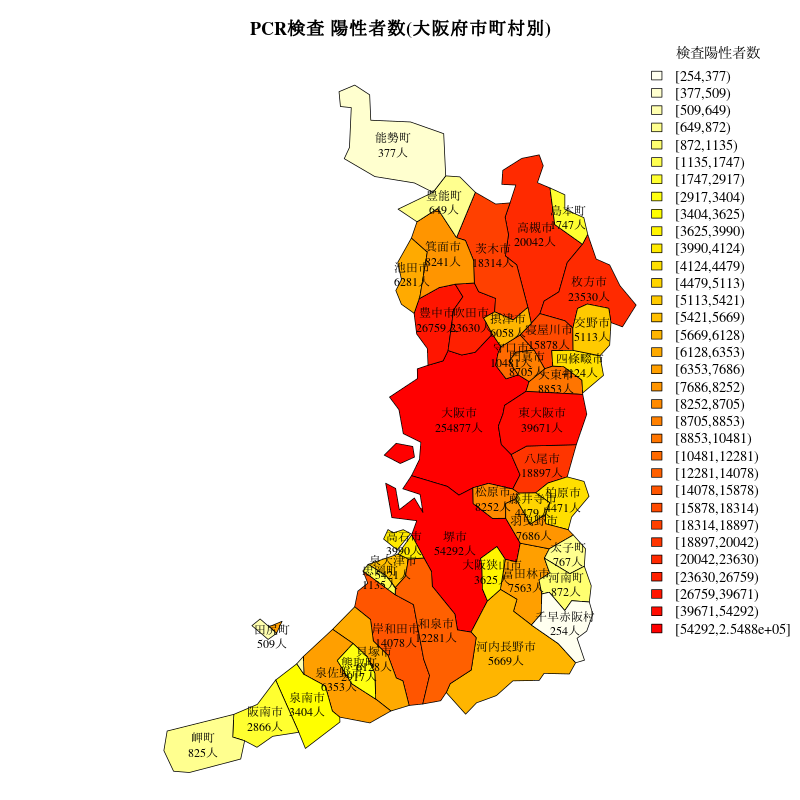 PCR検査 陽性者数(大阪府市町村別)
検査陽性者数
[254,377)
[377,509)
[509,649)
[649,872)
[872,1135)
[1135,1747)
[1747,2917)
[2917,3404)
[3404,3625)
[3625,3990)
[3990,4124)
[4124,4479)
[4479,5113)
[5113,5421)
[5421,5669)
[5669,6128)
[6128,6353)
[6353,7686)
[7686,8252)
[8252,8705)
[8705,8853)
[8853,10481)
[10481,12281)
[12281,14078)
[14078,15878)
[15878,18314)
[18314,18897)
[18897,20042)
[20042,23630)
[23630,26759)
[26759,39671)
[39671,54292)
[54292,2.5488e+05]
能勢町
377人
豊能町
649人
島本町
1747人
高槻市
20042人
茨木市
18314人
箕面市
8241人
池田市
6281人
枚方市
23530人
豊中市
26759人
吹田市
23630人
摂津市
6058人
寝屋川市
15878人
交野市
5113人
守口市
10481人
門真市
8705人
四條畷市
4124人
大東市
8853人
大阪市
254877人
東大阪市
39671人
八尾市
18897人
松原市
8252人
藤井寺市
4479人
柏原市
4471人
羽曳野市
7686人
高石市
3990人
堺市
54292人
太子町
767人
泉大津市
5421人
忠岡町
1135人
大阪狭山市
3625人
富田林市
7563人
河南町
872人
千早赤阪村
254人
田尻町
509人
岸和田市
14078人
和泉市
12281人
河内長野市
5669人
貝塚市
6128人
熊取町
2917人
泉佐野市
6353人
泉南市
3404人
阪南市
2866人
岬町
825人